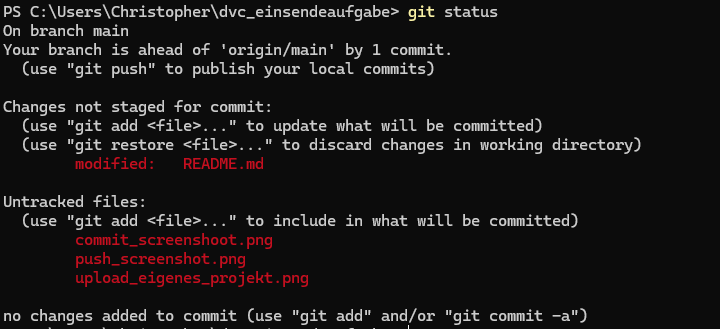 PS C:\Users\Christopher\dvc_einsendeaufgabe> git status
On branch main
Your branch is ahead of 'origin/main' by 1 commit.
  (use "git push" to publish your local commits)

Changes not staged for commit:
  (use "git add <file>..." to update what will be committed)
  (use "git restore <file>..." to discard changes in working directory)
        modified:   README.md

Untracked files:
  (use "git add <file>..." to include in what will be committed)
        commit_screenshoot.png
        push_screenshot.png
        upload_eigenes_projekt.png

no changes added to commit (use "git add" and/or "git commit -a")